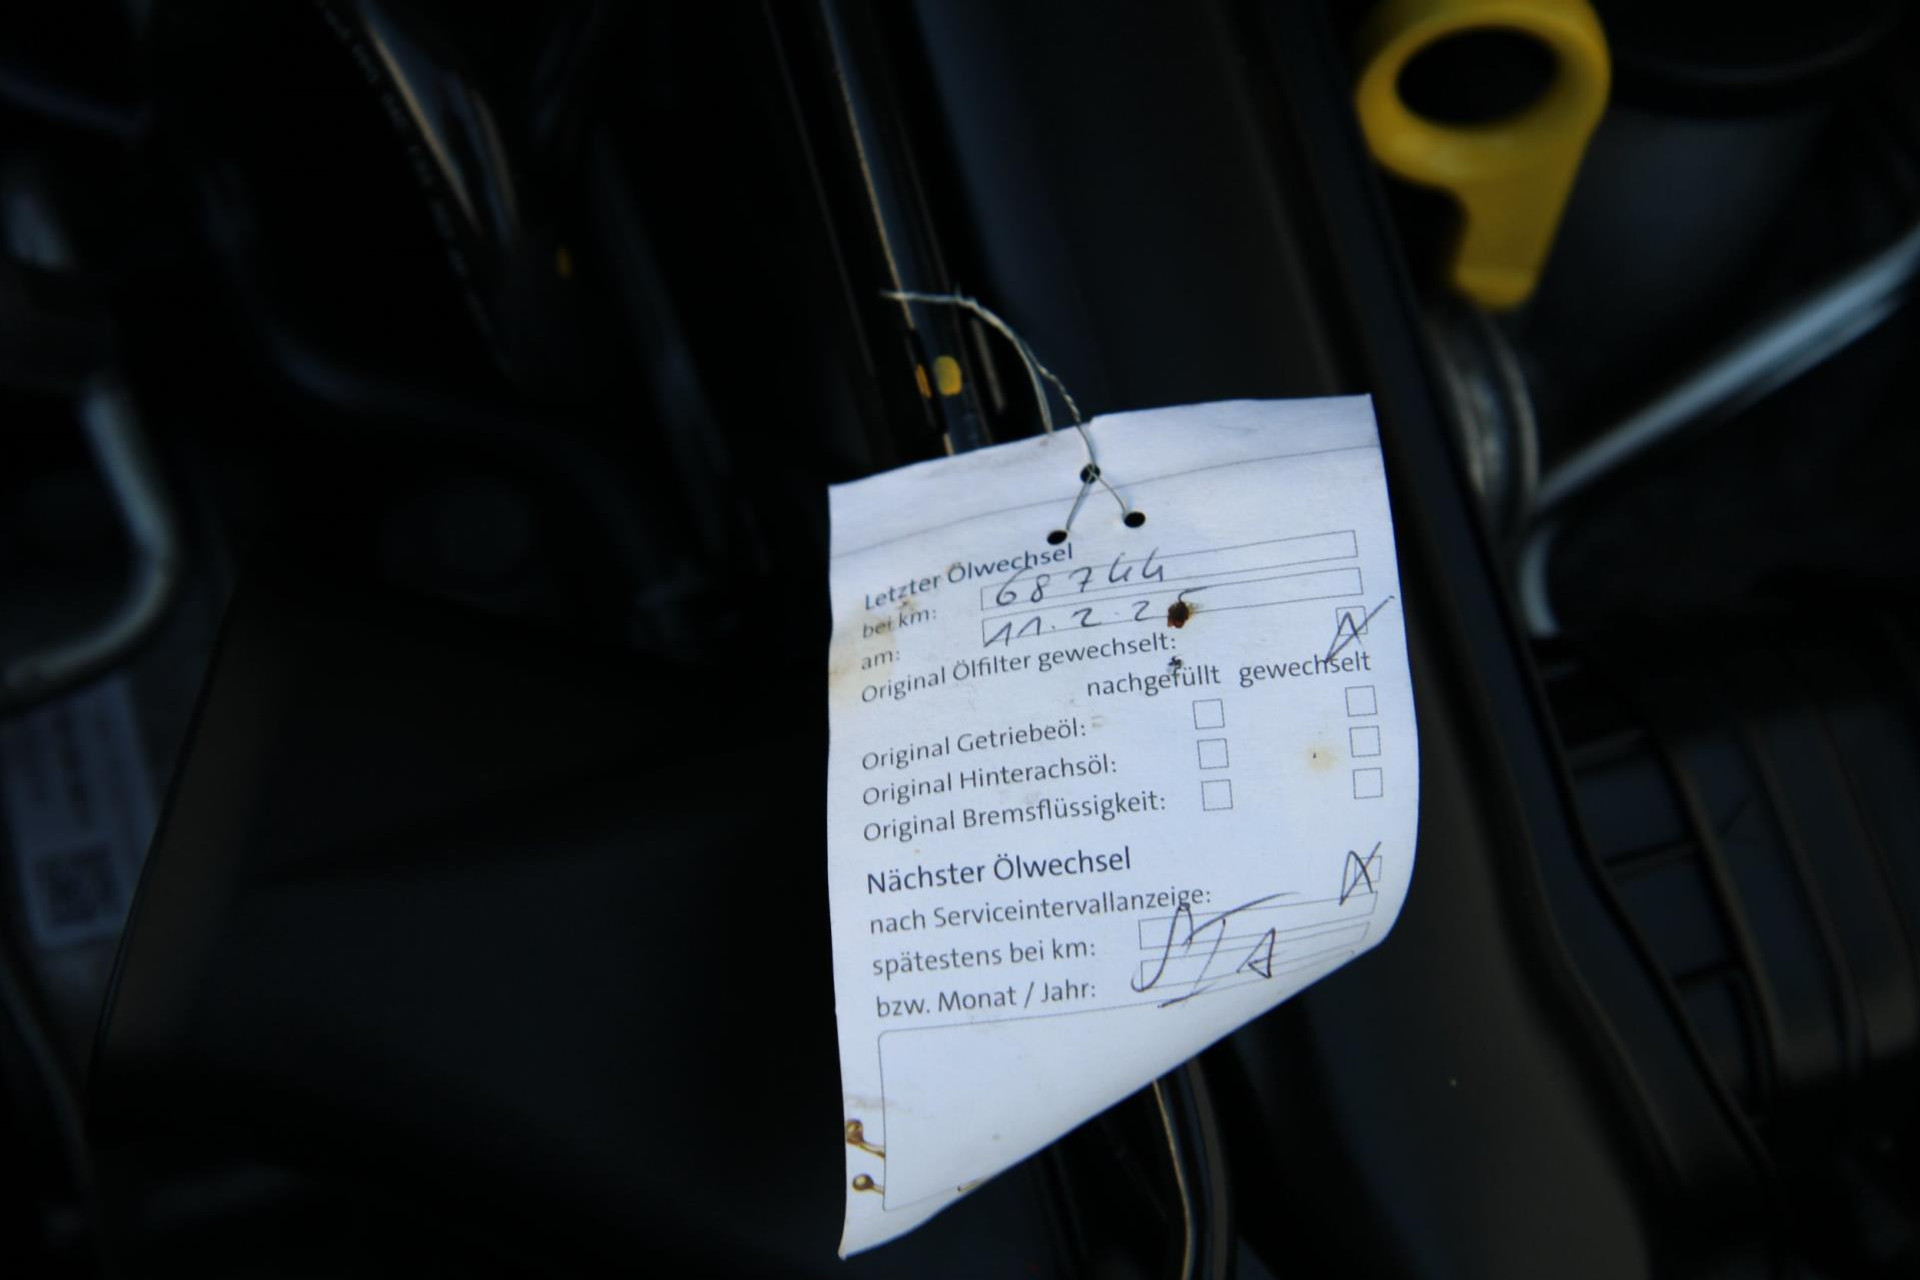 Letzter Ölwechsel
bei km: 68744
am: 11.2.25
Original Ölfilter gewechselt:
nachgefüllt gewechselt
Original Getriebeöl:
Original Hinterachsöl:
Original Bremsflüssigkeit:
Nächster Ölwechsel
nach Serviceintervallanzeige:
spätestens bei km:
bzw. Monat / Jahr: